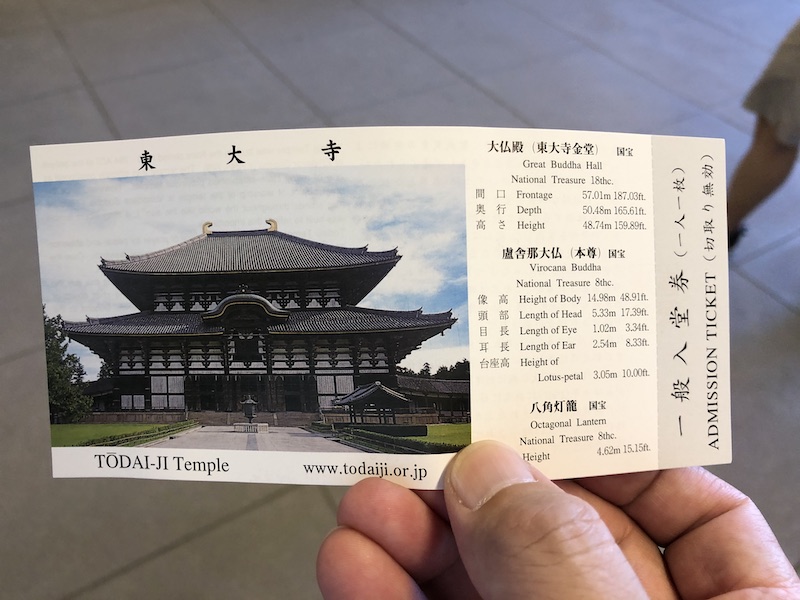 東大寺
TŌDAI-JI Temple
www.todaiji.or.jp
大仏殿（東大寺金堂） 国宝
Great Buddha Hall
National Treasure 18thc.
間口 Frontage 57.01m 187.03ft.
奥行 Depth 50.48m 165.61ft.
高さ Height 48.74m 159.89ft.
盧舎那大仏（本尊） 国宝
Virocana Buddha
National Treasure 8thc.
像高 Height of Body 14.98m 48.91ft.
頭部 Length of Head 5.33m 17.39ft.
目長 Length of Eye 1.02m 3.34ft.
耳長 Length of Ear 2.54m 8.33ft.
台座高 Height of
Lotus-petal 3.05m 10.00ft.
八角灯籠 国宝
Octagonal Lantern
National Treasure 8thc.
Height 4.62m 15.15ft.
一般入堂券（一人一枚）
ADMISSION TICKET（切取り無効）